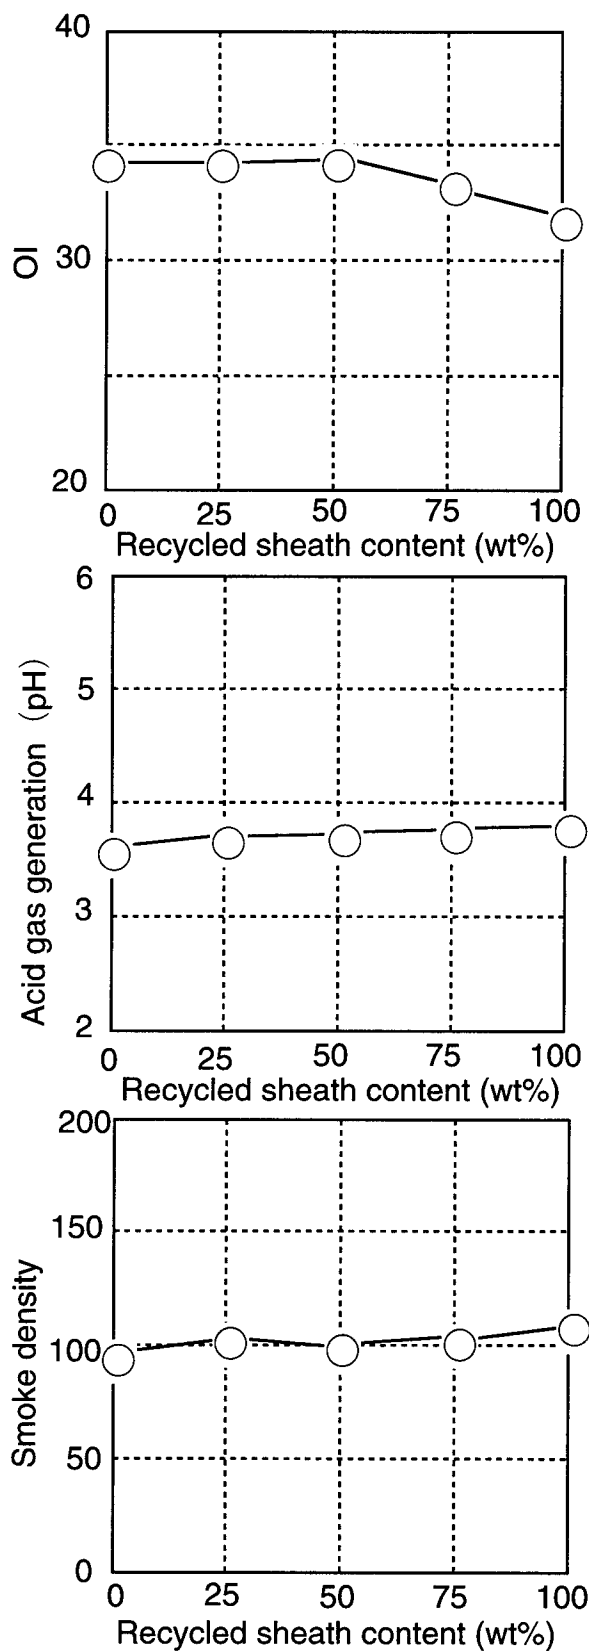 40
OI
30
20
0 25 50 75 100
Recycled sheath content (wt%)
6
5
Acid gas generation (pH)
4
3
2
0 25 50 75 100
Recycled sheath content (wt%)
200
150
Smoke density
100
50
0
0 25 50 75 100
Recycled sheath content (wt%)